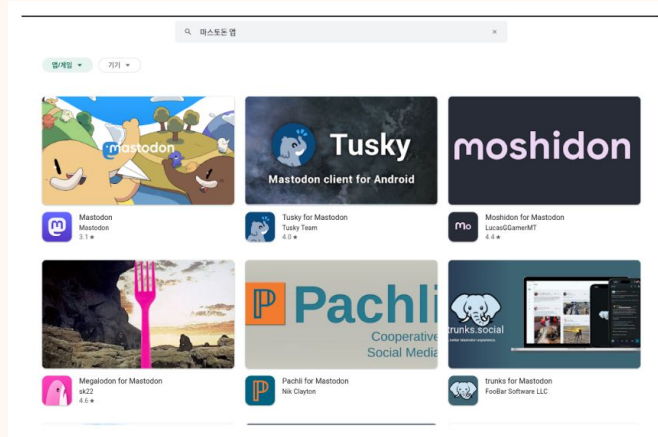 마스토돈 앱
앱/게임
기기
mastodon
Tusky
Mastodon client for Android
moshidon
Mastodon
Mastodon
3.1 ★
Tusky for Mastodon
Tusky Team
4.0 ★
Mo
Moshidon for Mastodon
LucasGGamerMT
4.4 ★
Pachli
Cooperative
Social Media
trunks.social
Megalodon for Mastodon
sk22
4.6 ★
Pachli for Mastodon
Nik Clayton
trunks for Mastodon
FooBar Software LLC